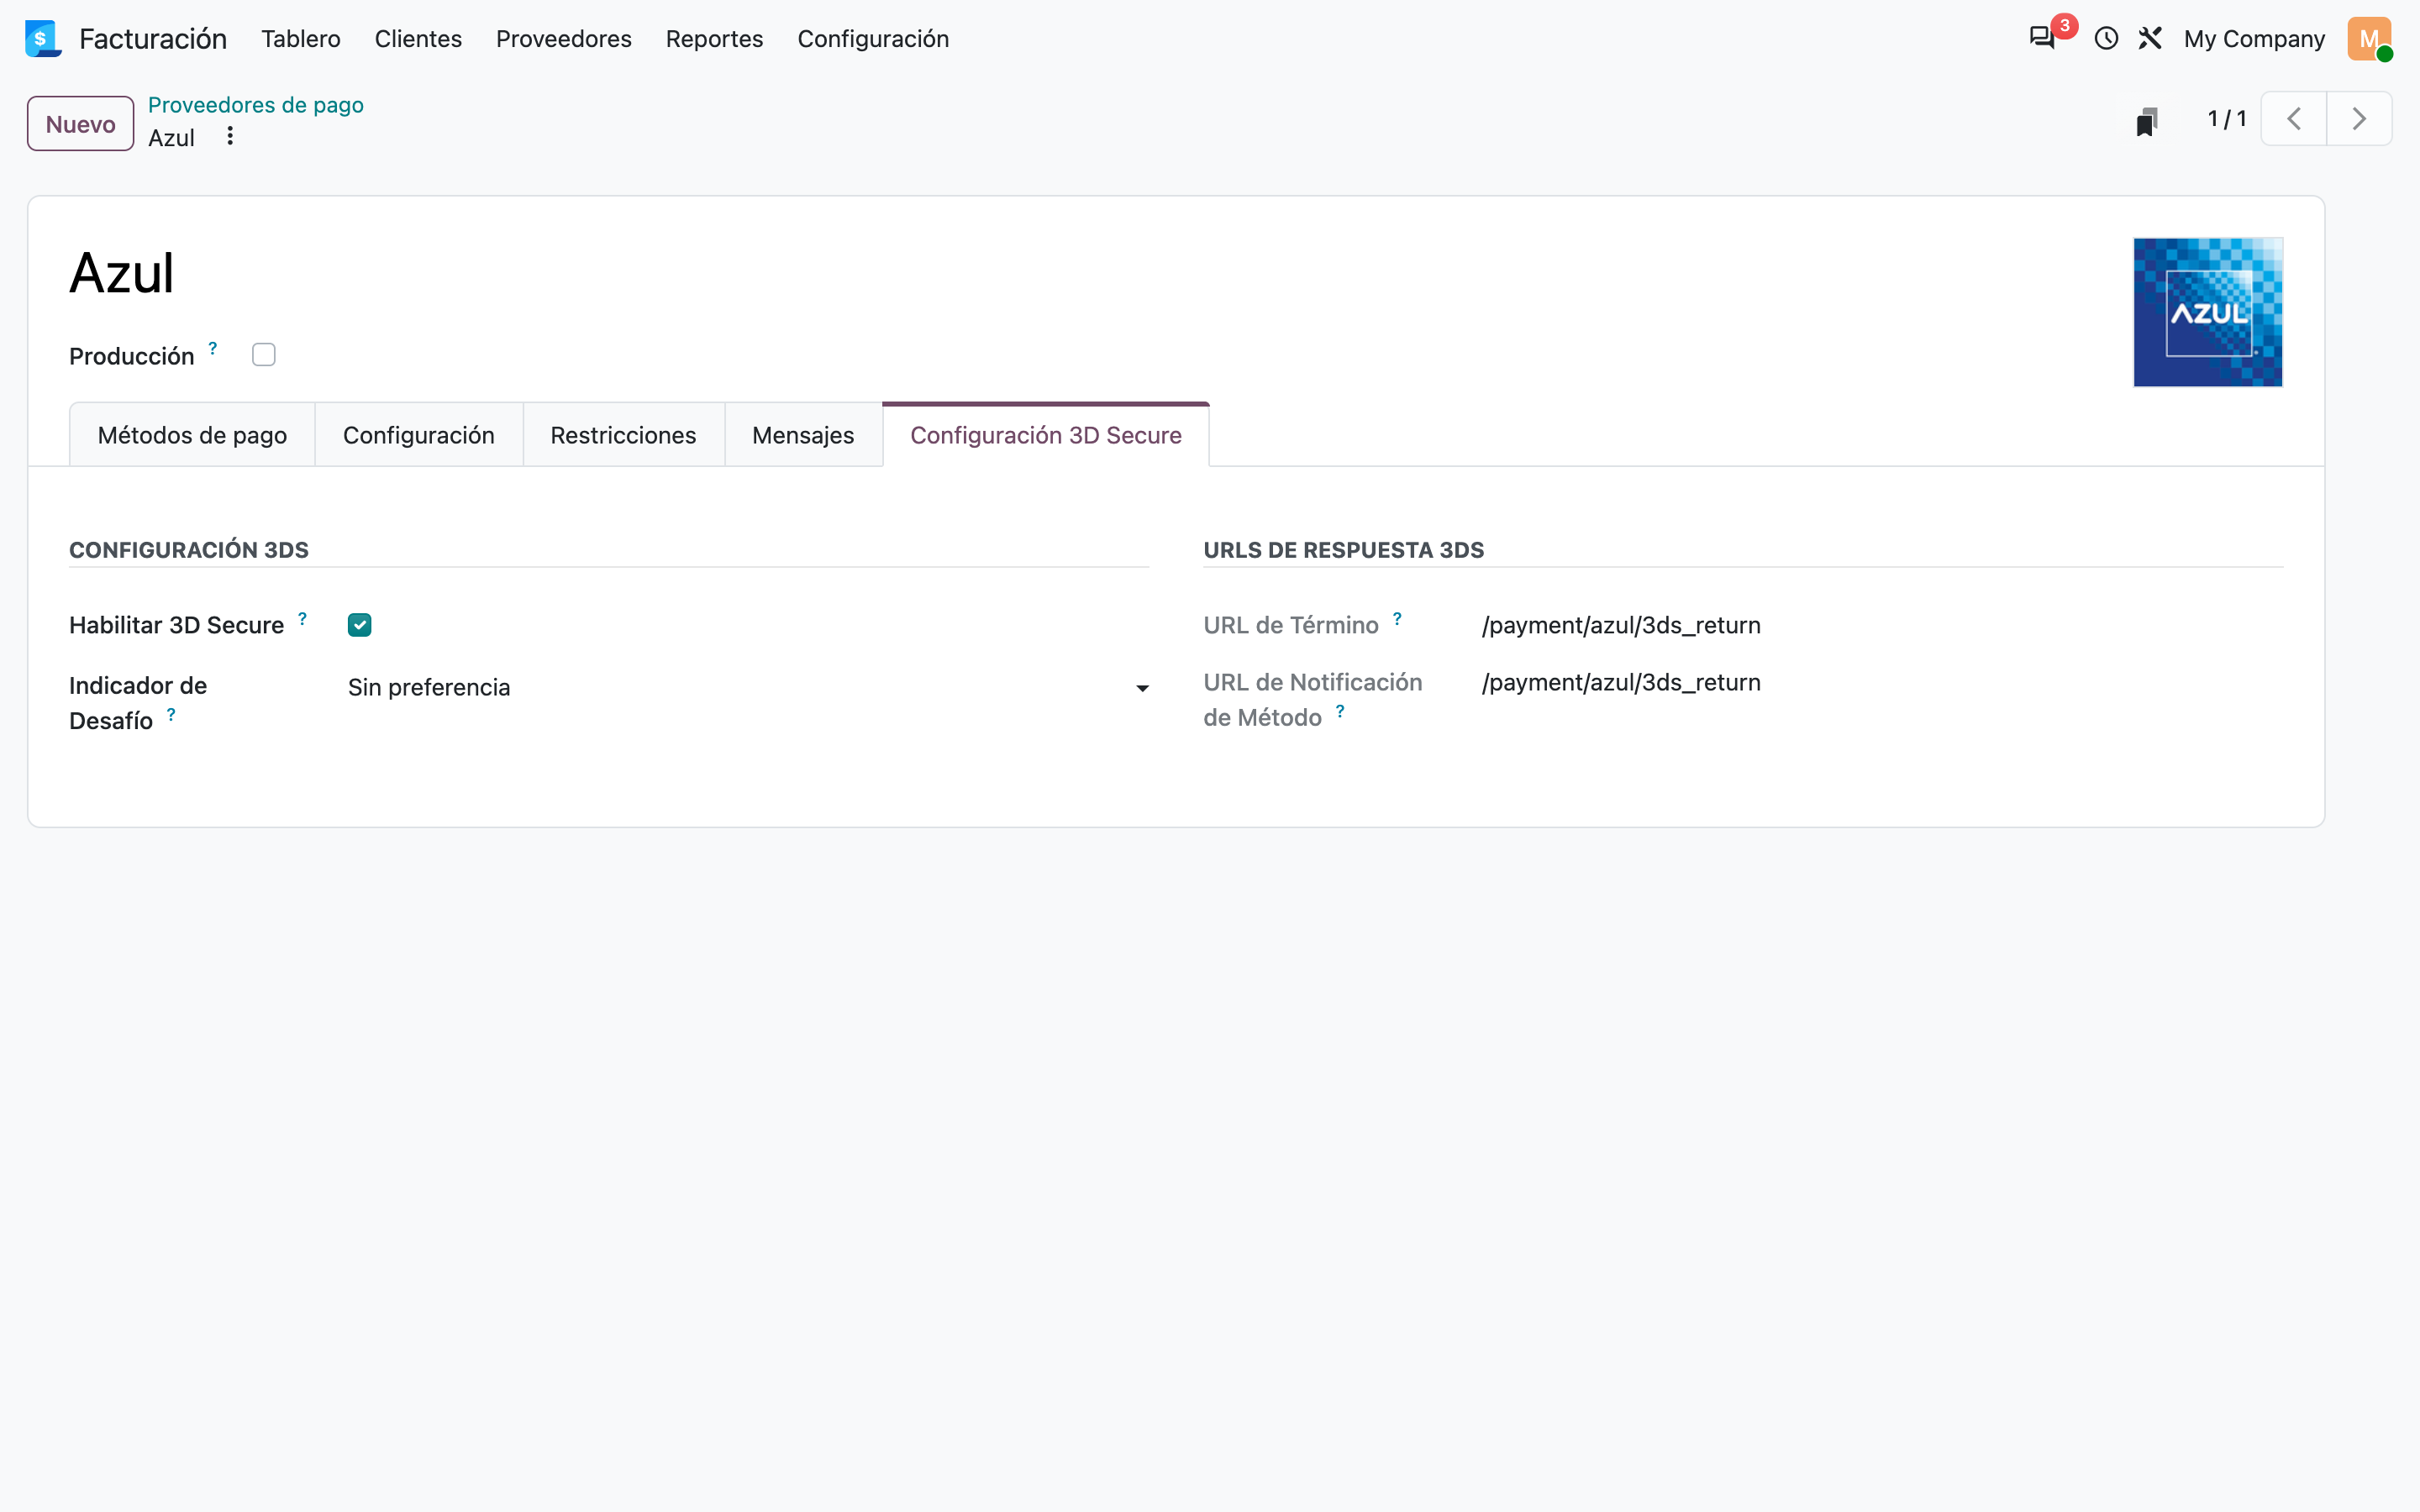 Facturación Tablero Clientes Proveedores Reportes Configuración 3 My Company M
Nuevo Proveedores de pago
Azul
1 / 1
Azul
AZUL
Producción ?
Métodos de pago Configuración Restricciones Mensajes Configuración 3D Secure
CONFIGURACIÓN 3DS
Habilitar 3D Secure ?
Indicador de
Desafío ?
Sin preferencia
URLS DE RESPUESTA 3DS
URL de Término ? /payment/azul/3ds_return
URL de Notificación
de Método ?
/payment/azul/3ds_return